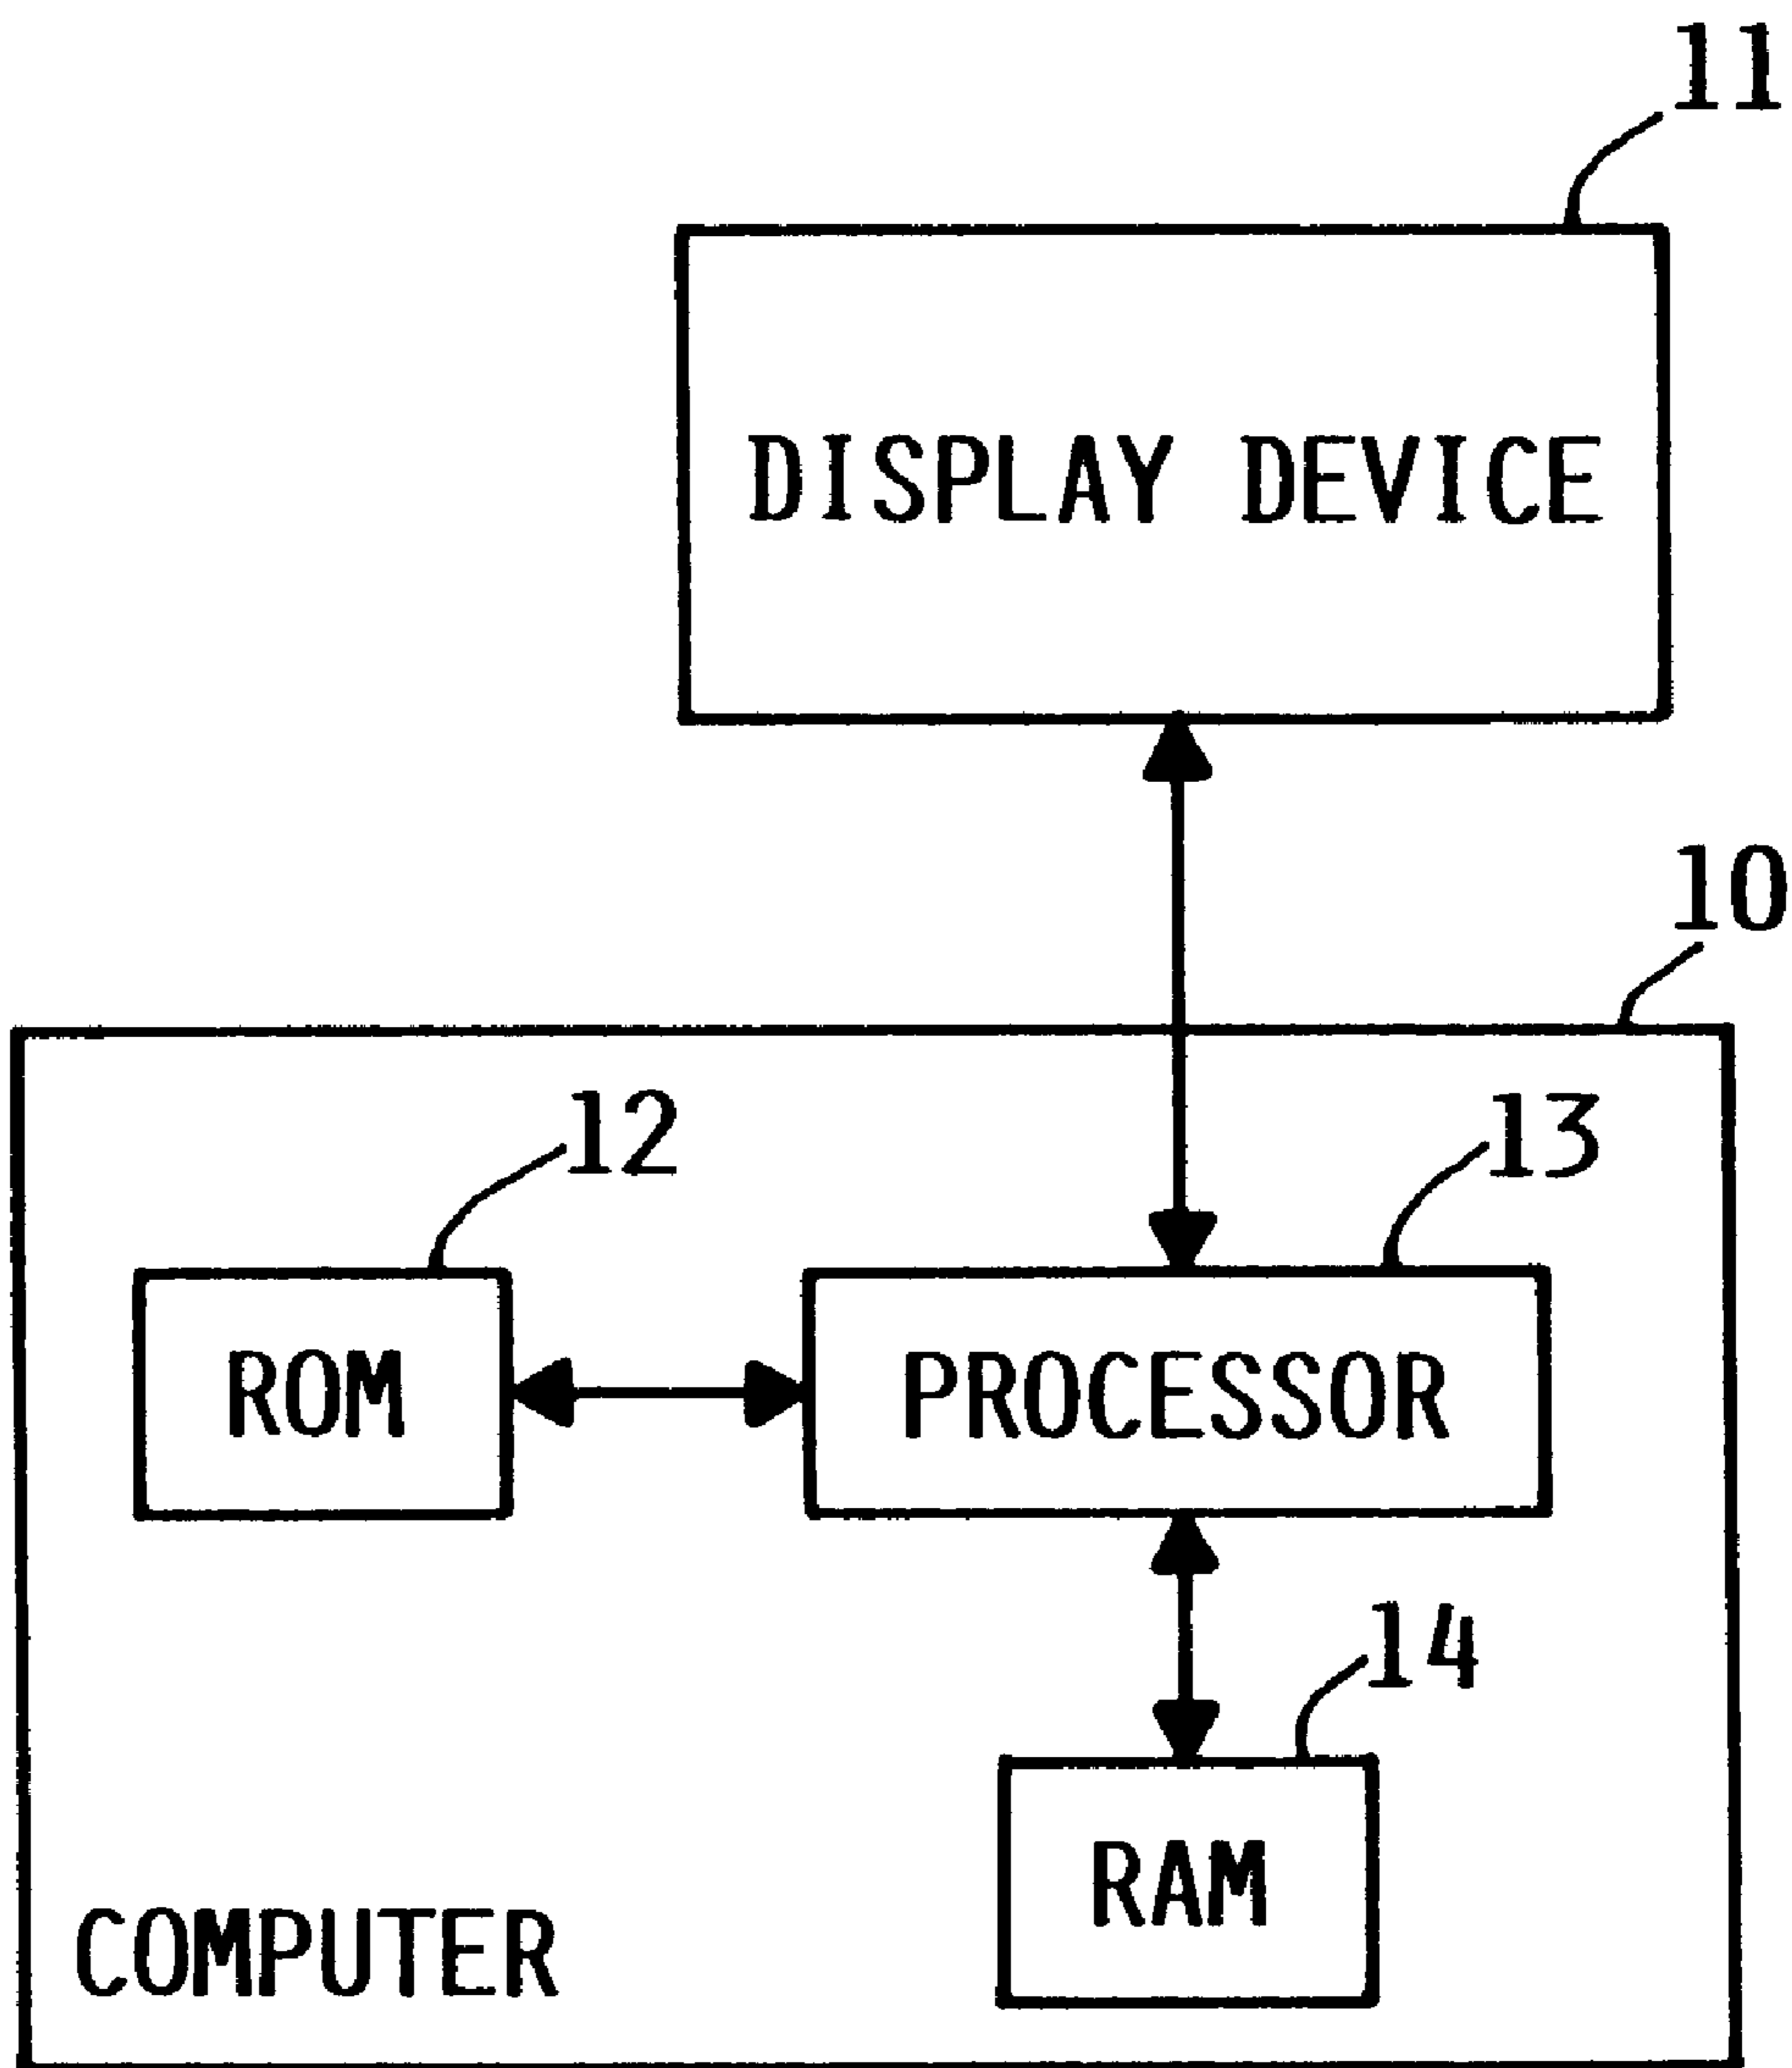 11
DISPLAY DEVICE
10
12
13
ROM
PROCESSOR
14
RAM
COMPUTER